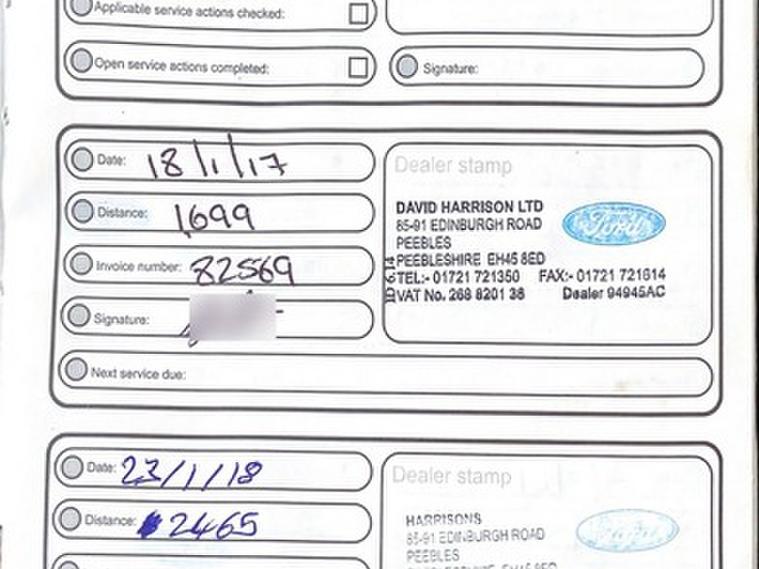 Applicable service actions checked:
Open service actions completed:
Signature:
Date: 18/1/17
Distance: 1699
Invoice number: 82569
Signature:
Dealer stamp
DAVID HARRISON LTD
85-91 EDINBURGH ROAD
PEEBLES
PEEBLESHIRE EH45 8ED
TEL:- 01721 721350 FAX:- 01721 721614
VAT No. 268 8201 38 Dealer 94945AC
Ford
Next service due:
Date: 23/1/18
Distance: 2465
Dealer stamp
HARRISONS
85-91 EDINBURGH ROAD
PEEBLES
Ford